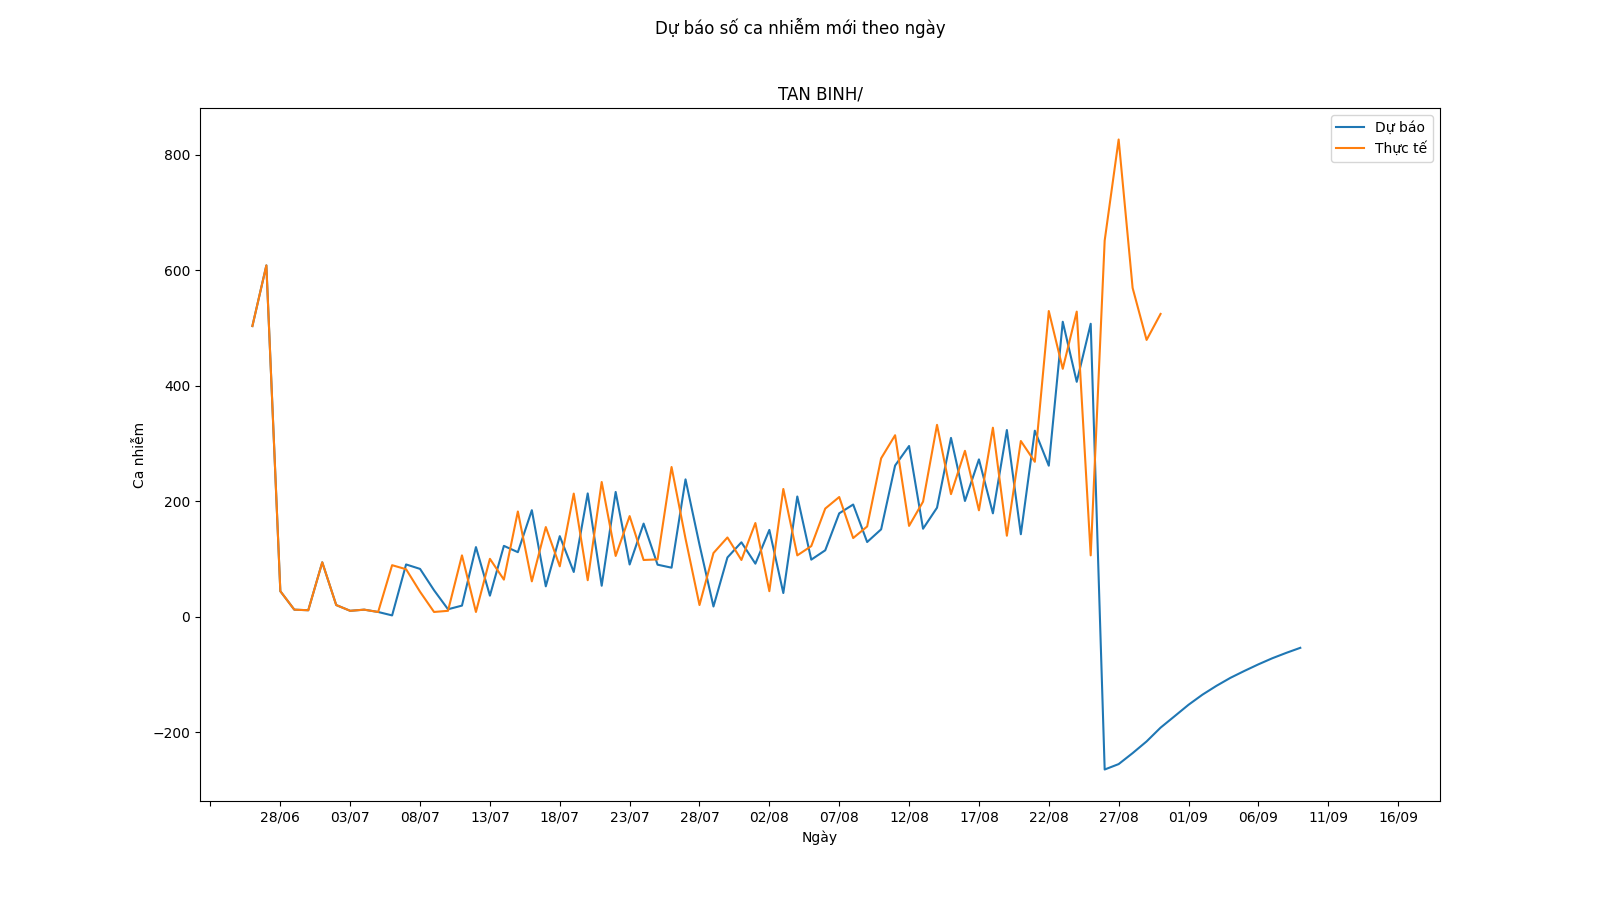 Dự báo số ca nhiễm mới theo ngày
TAN BINH/
Dự báo
Thực tế
800
600
400
200
0
−200
Ca nhiễm
28/06 03/07 08/07 13/07 18/07 23/07 28/07 02/08 07/08 12/08 17/08 22/08 27/08 01/09 06/09 11/09 16/09
Ngày